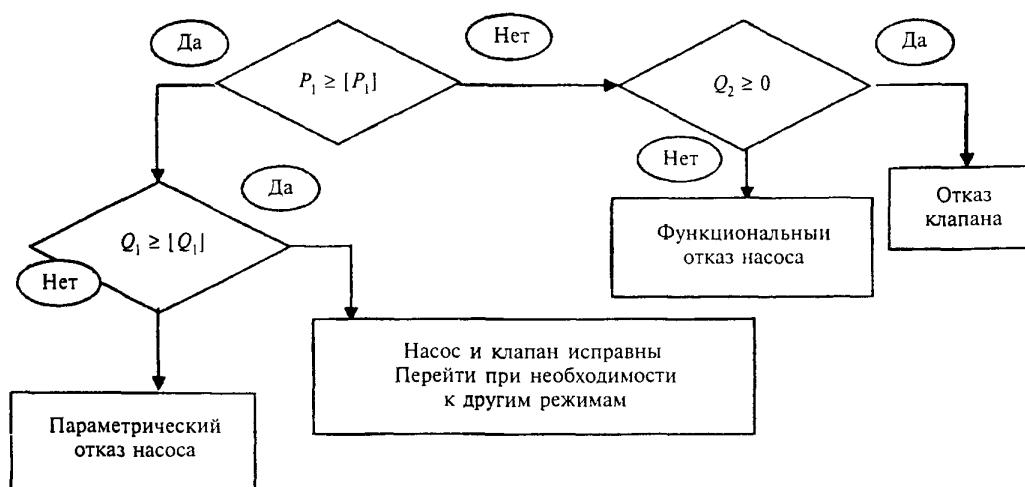 Да
Нет
Да
P₁ ≥ [P₁]
Q₂ ≥ 0
Нет
Да
Отказ
клапана
Q₁ ≥ [Q₁]
Функциональный
отказ насоса
Нет
Насос и клапан исправны
Перейти при необходимости
к другим режимам
Параметрический
отказ насоса